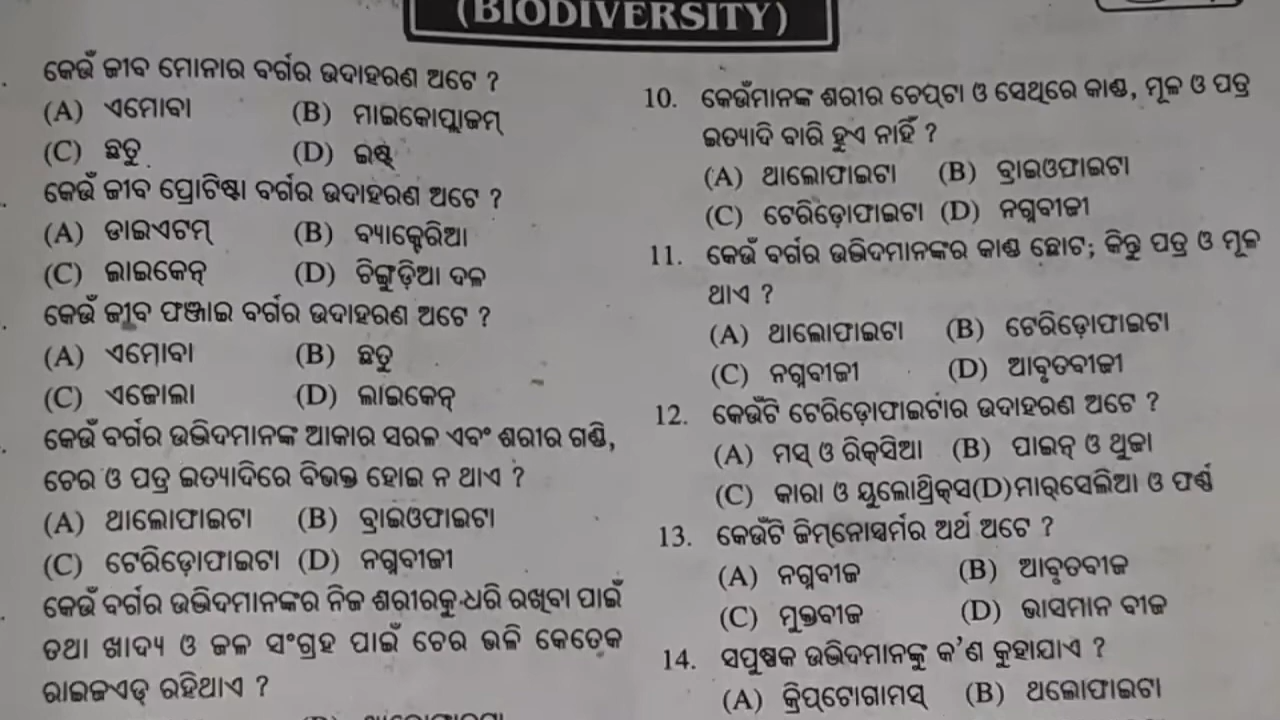 (BIODIVERSITY)
କେଉଁ ଜୀବ ମୋନାର ବର୍ଗର ଉଦାହରଣ ଅଟେ ?
(A) ଏମୋବା (B) ମାଇକୋପ୍ଲାଜମ୍
(C) ଛତୁ (D) ଇଷ୍ଟ
କେଉଁ ଜୀବ ପ୍ରୋଟିଷ୍ଟା ବର୍ଗର ଉଦାହରଣ ଅଟେ ?
(A) ଡାଇଏଟମ୍ (B) ବ୍ୟାକ୍ଟେରିଆ
(C) ଲାଇକେନ୍ (D) ଚିଙ୍ଗୁଡ଼ିଆ ଦଳ
କେଉଁ ଜୀବ ଫଞ୍ଜାଇ ବର୍ଗର ଉଦାହରଣ ଅଟେ ?
(A) ଏମୋବା (B) ଛତୁ
(C) ଏଜୋଲା (D) ଲାଇକେନ୍
କେଉଁ ବର୍ଗର ଉଦ୍ଭିଦମାନଙ୍କ ଆକାର ସରଳ ଏବଂ ଶରୀର ଗଣ୍ଡି,
ଚେର ଓ ପତ୍ର ଇତ୍ୟାଦିରେ ବିଭକ୍ତ ହୋଇ ନ ଥାଏ ?
(A) ଥାଲୋଫାଇଟା (B) ବ୍ରାଇଓଫାଇଟା
(C) ଟେରିଡ଼ୋଫାଇଟା (D) ନଗ୍ନବୀଜୀ
କେଉଁ ବର୍ଗର ଉଦ୍ଭିଦମାନଙ୍କର ନିଜ ଶରୀରକୁ ଧରି ରଖିବା ପାଇଁ
ତଥା ଖାଦ୍ୟ ଓ ଜଳ ସଂଗ୍ରହ ପାଇଁ ଚେର ଭଳି କେତେକ
ରାଇଜଏଡ୍ ରହିଥାଏ ?
10. କେଉଁମାନଙ୍କ ଶରୀର ଚେପ୍ଟା ଓ ସେଥିରେ କାଣ୍ଡ, ମୂଳ ଓ ପତ୍ର
ଇତ୍ୟାଦି ବାରି ହୁଏ ନାହିଁ ?
(A) ଥାଲୋଫାଇଟା (B) ବ୍ରାଇଓଫାଇଟା
(C) ଟେରିଡ଼ୋଫାଇଟା (D) ନଗ୍ନବୀଜୀ
11. କେଉଁ ବର୍ଗର ଉଦ୍ଭିଦମାନଙ୍କର କାଣ୍ଡ ଛୋଟ; କିନ୍ତୁ ପତ୍ର ଓ ମୂଳ
ଥାଏ ?
(A) ଥାଲୋଫାଇଟା (B) ଟେରିଡ଼ୋଫାଇଟା
(C) ନଗ୍ନବୀଜୀ (D) ଆବୃତବୀଜୀ
12. କେଉଁଟି ଟେରିଡ଼ୋଫାଇଟାର ଉଦାହରଣ ଅଟେ ?
(A) ମସ୍ ଓ ରିକ୍ସିଆ (B) ପାଇନ୍ ଓ ଥୁଜା
(C) କାରା ଓ ୟୁଲୋଥ୍ରିକ୍ସ (D) ମାର୍ସେଲିଆ ଓ ଫର୍ଣ୍ଣ
13. କେଉଁଟି ଜିମ୍ନୋସ୍ପର୍ମର ଅର୍ଥ ଅଟେ ?
(A) ନଗ୍ନବୀଜ (B) ଆବୃତବୀଜ
(C) ମୁକ୍ତବୀଜ (D) ଭାସମାନ ବୀଜ
14. ସପୁଷ୍ପକ ଉଦ୍ଭିଦମାନଙ୍କୁ କ'ଣ କୁହାଯାଏ ?
(A) କ୍ରିପ୍ଟୋଗାମସ୍ (B) ଥଲୋଫାଇଟା